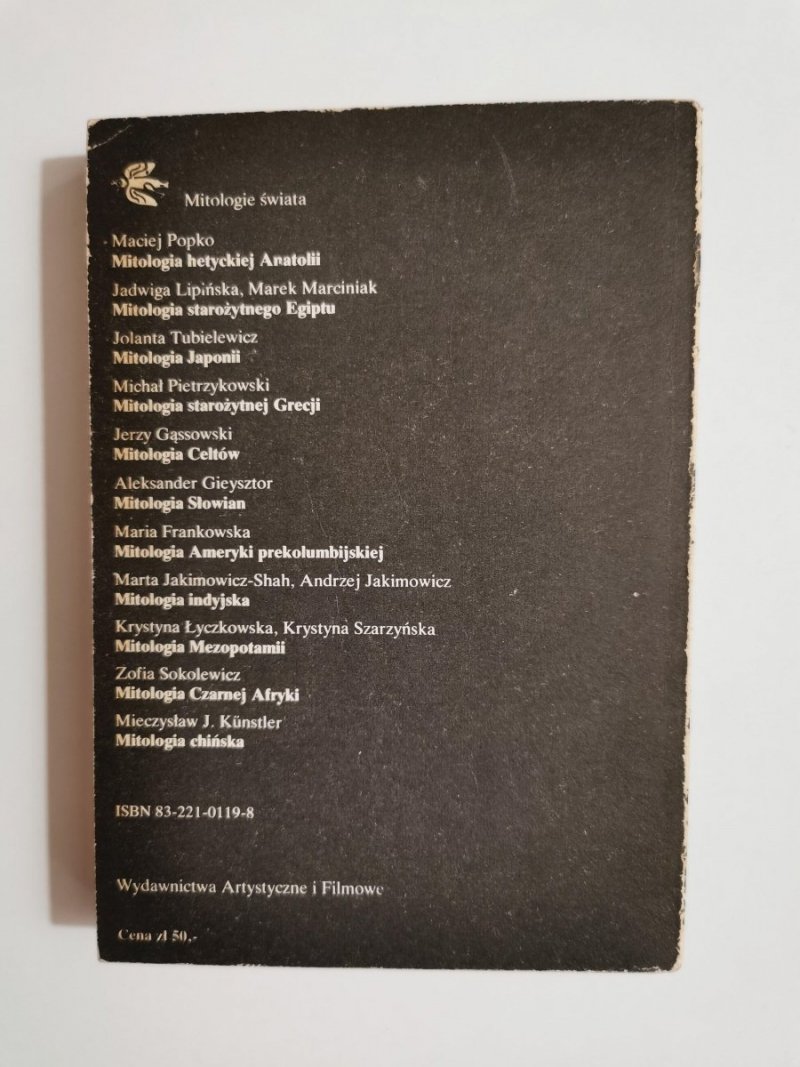 Mitologie świata
Maciej Popko
Mitologia hetyckiej Anatolii
Jadwiga Lipińska, Marek Marciniak
Mitologia starożytnego Egiptu
Jolanta Tubielewicz
Mitologia Japonii
Michał Pietrzykowski
Mitologia starożytnej Grecji
Jerzy Gąssowski
Mitologia Celtów
Aleksander Gieysztor
Mitologia Słowian
Maria Frankowska
Mitologia Ameryki prekolumbijskiej
Marta Jakimowicz-Shah, Andrzej Jakimowicz
Mitologia indyjska
Krystyna Łyczkowska, Krystyna Szarzyńska
Mitologia Mezopotamii
Zofia Sokolewicz
Mitologia Czarnej Afryki
Mieczysław J. Künstler
Mitologia chińska
ISBN 83-221-0119-8
Wydawnictwa Artystyczne i Filmowe
Cena zł 50,-